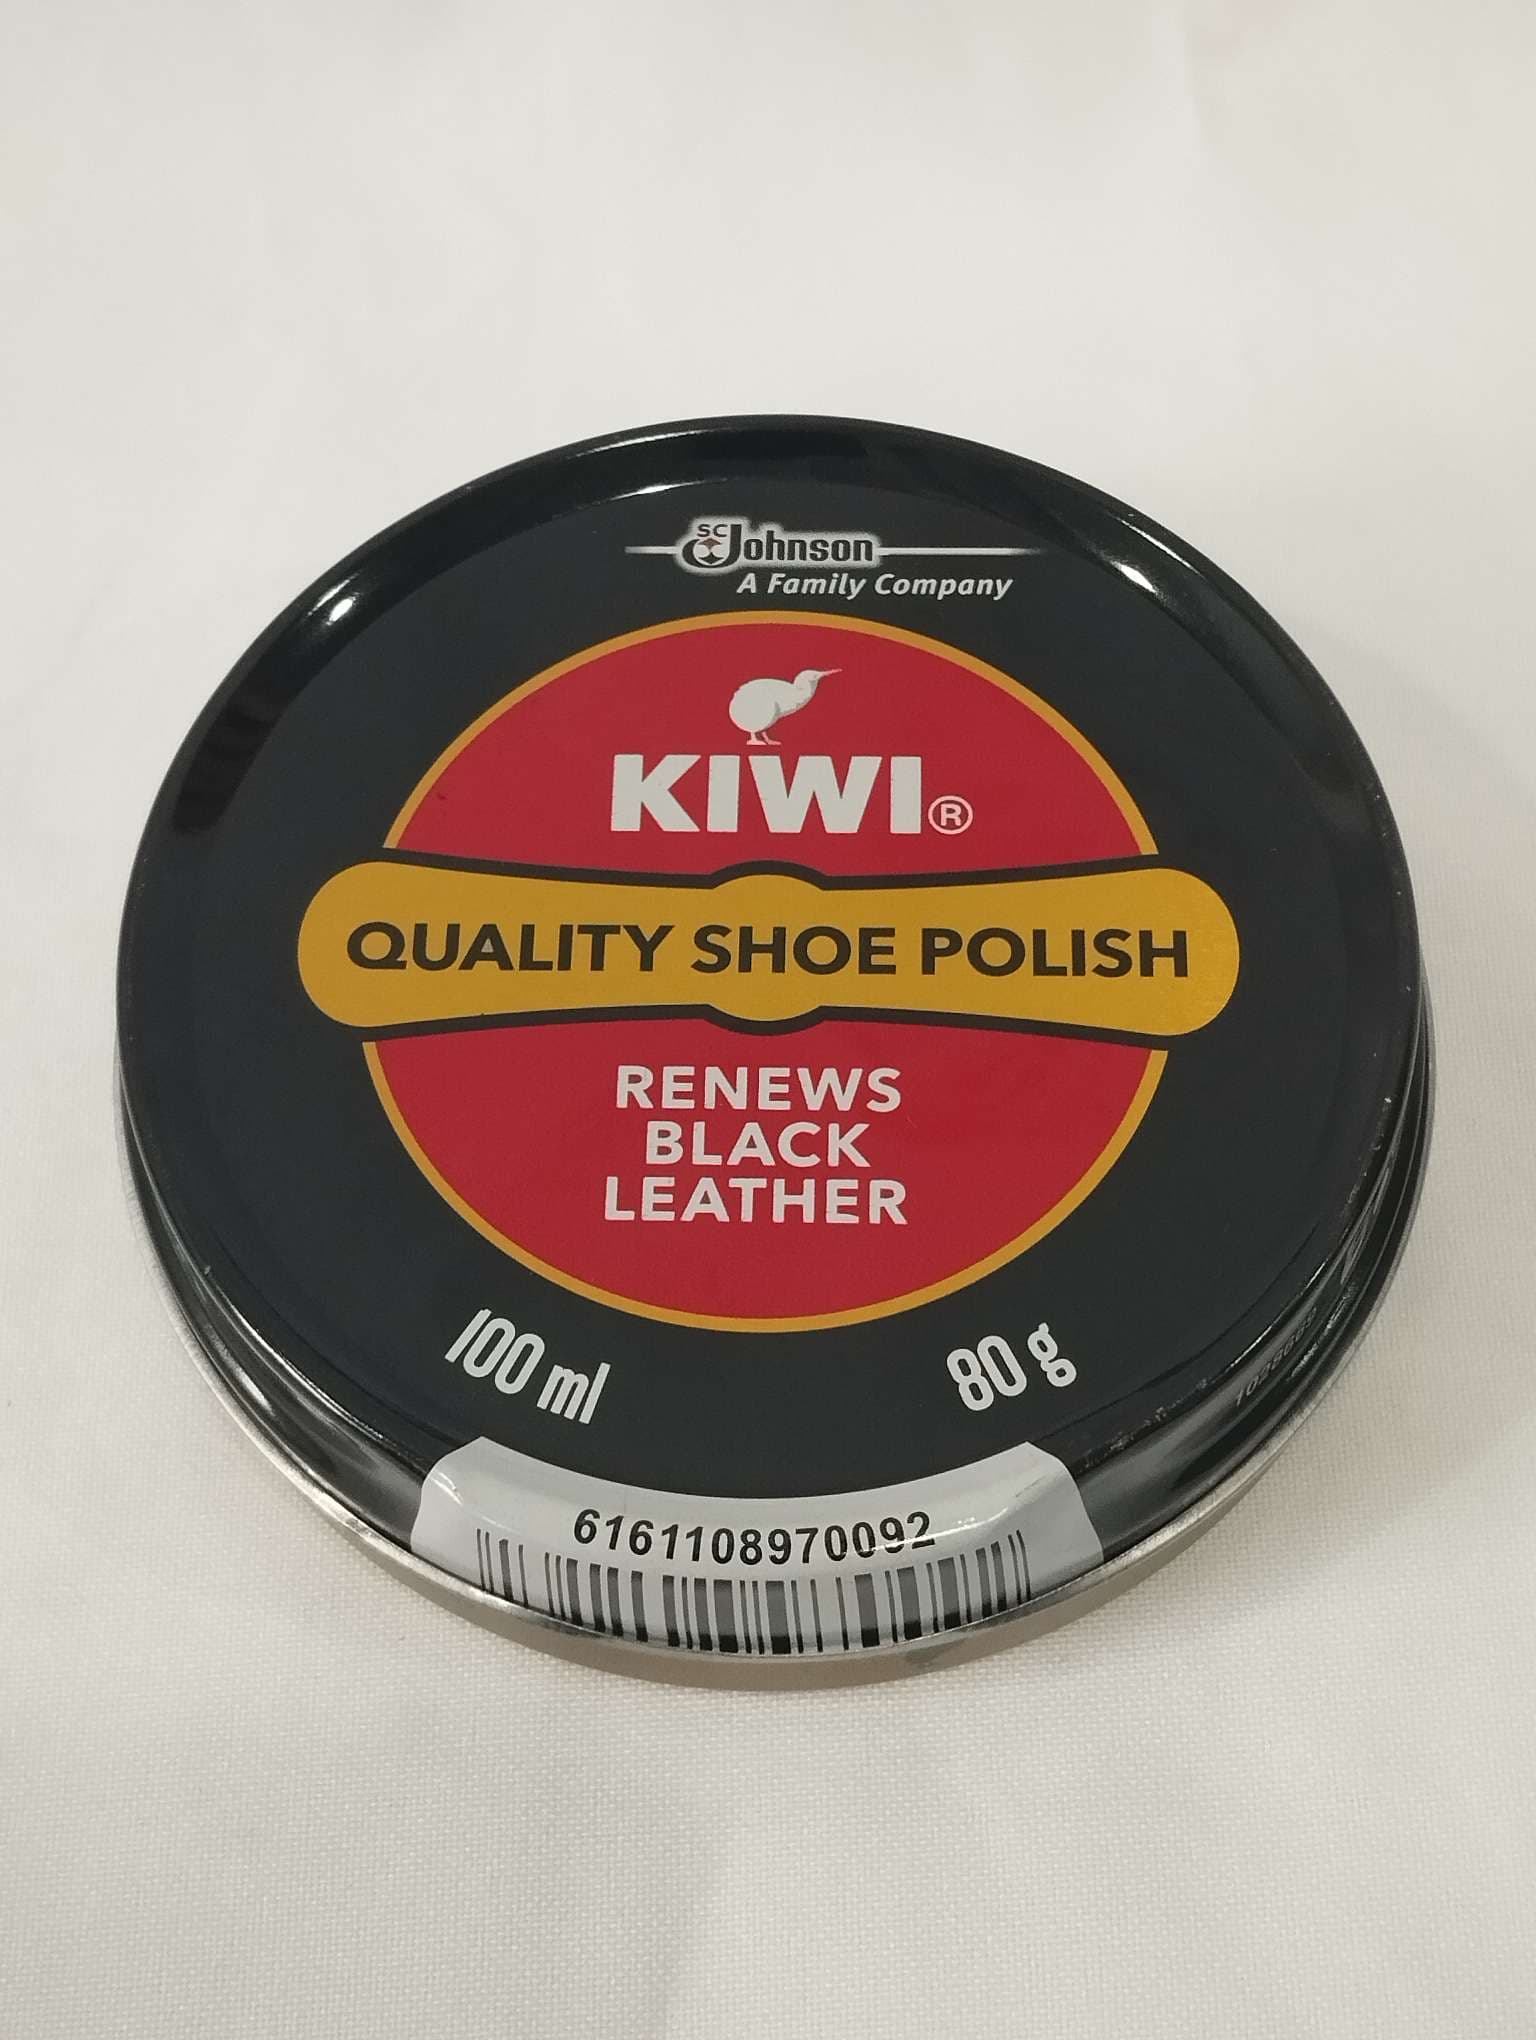 SC Johnson
A Family Company
KIWI®
QUALITY SHOE POLISH
RENEWS
BLACK
LEATHER
100 ml
80 g
6161108970092